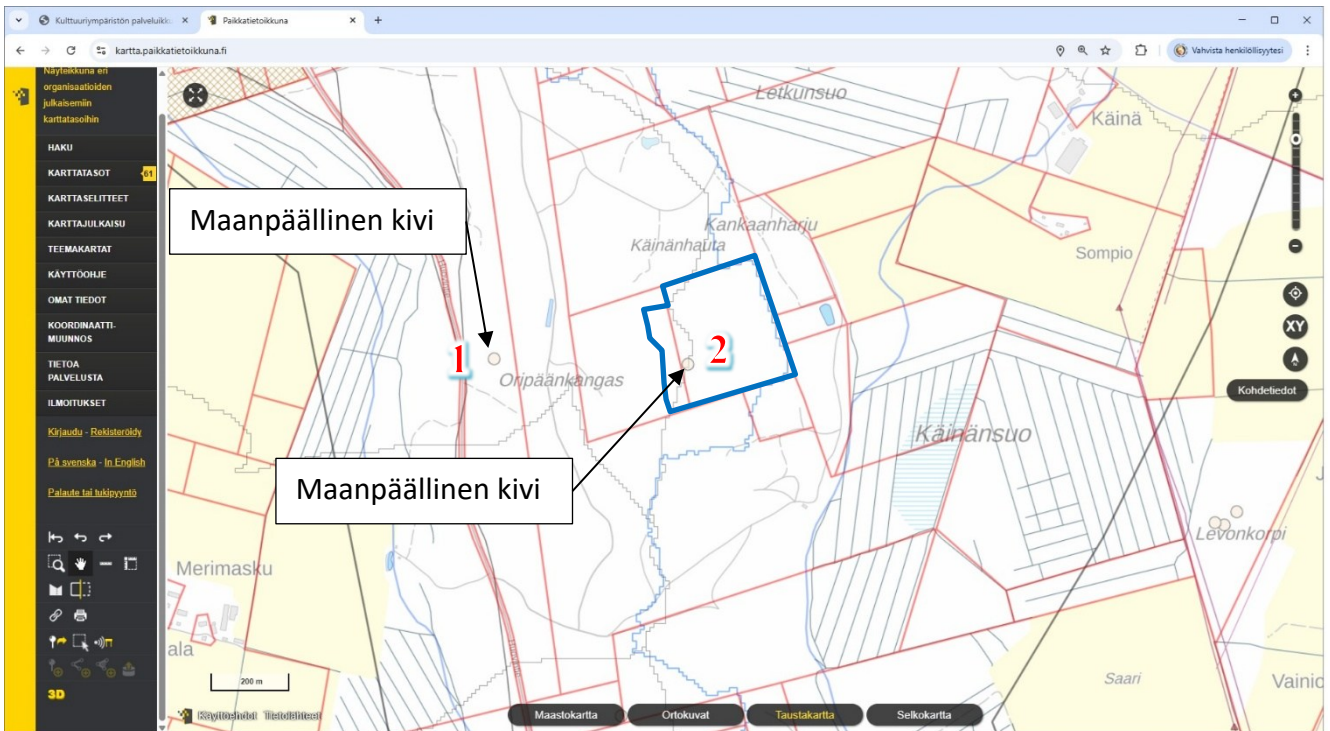 Kulttuuriympäristön palveluikku
Paikkatietoikkuna
kartta.paikkatietoikkuna.fi
Vahvista henkilöllisyytesi
Näyteikkuna eri
organisaatioiden
julkaisemiin
karttatasoihin
HAKU
KARTTATASOT
61
KARTTASELITTEET
KARTTAJULKAISU
TEEMAKARTAT
KÄYTTÖOHJE
OMAT TIEDOT
KOORDINAATTI-
MUUNNOS
TIETOA
PALVELUSTA
ILMOITUKSET
Kirjaudu - Rekisteröidy
På svenska - In English
Palaute tai tukipyyntö
3D
Letkunsuo
Käinä
Maanpäällinen kivi
Kankaanharju
Käinänhauta
Sompio
XY
1
2
Oripäänkangas
Kohdetiedot
Käinänsuo
Maanpäällinen kivi
Levonkorpi
Merimasku
ala
200 m
Saari
Vainio
Käyttöehdot Tietolähteet
Maastokartta
Ortokuvat
Taustakartta
Selkokartta